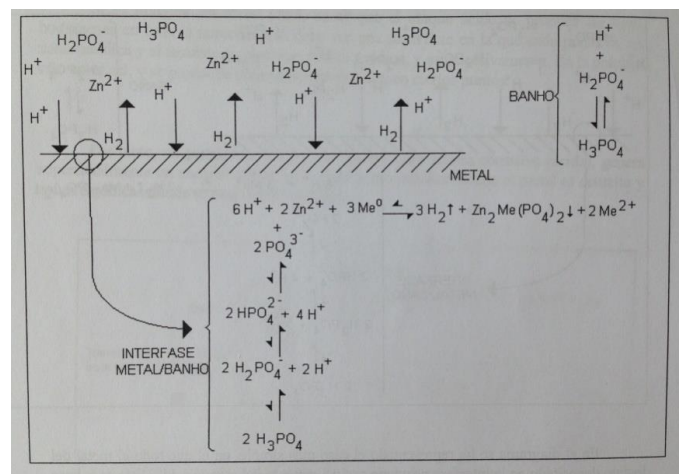 H₂PO₄⁻ H₃PO₄ H⁺ H₃PO₄
H⁺ Zn²⁺ H⁺ Zn²⁺ H₂PO₄⁻ Zn²⁺ H₂PO₄⁻
H⁺ H₂ H₂ H⁺ H₂ H⁺
METAL
BANHO
H⁺
+
H₂PO₄⁻
⇌
H₃PO₄
INTERFASE
METAL/BANHO
6 H⁺ + 2 Zn²⁺ + 3 Me⁰ ⇌ 3 H₂↑ + Zn₂Me(PO₄)₂↓ + 2 Me²⁺
+
2 PO₄³⁻
⇌
2 HPO₄²⁻ + 4 H⁺
⇌
2 H₂PO₄⁻ + 2 H⁺
⇌
2 H₃PO₄